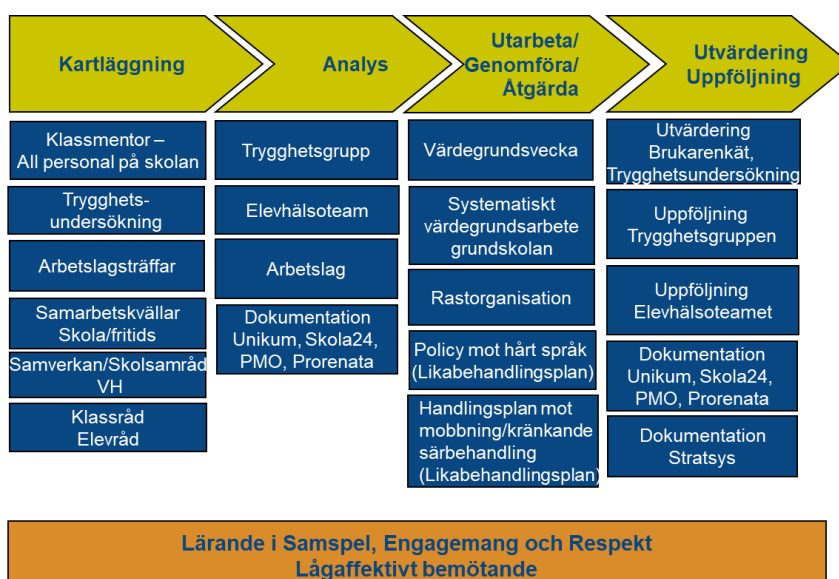 Kartläggning
Analys
Utarbeta/
Genomföra/
Åtgärda
Utvärdering
Uppföljning
Klassmentor –
All personal på skolan
Trygghets-
undersökning
Arbetslagsträffar
Samarbetskvällar
Skola/fritids
Samverkan/Skolsamråd
VH
Klassråd
Elevråd
Trygghetsgrupp
Elevhälsoteam
Arbetslag
Dokumentation
Unikum, Skola24,
PMO, Prorenata
Värdegrundsvecka
Systematiskt
värdegrundsarbete
grundskolan
Rastorganisation
Policy mot hårt språk
(Likabehandlingsplan)
Handlingsplan mot
mobbning/kränkande
särbehandling
(Likabehandlingsplan)
Utvärdering
Brukarenkät,
Trygghetsundersökning
Uppföljning
Trygghetsgruppen
Uppföljning
Elevhälsoteamet
Dokumentation
Unikum, Skola24,
PMO, Prorenata
Dokumentation
Stratsys
Lärande i Samspel, Engagemang och Respekt
Lågaffektivt bemötande